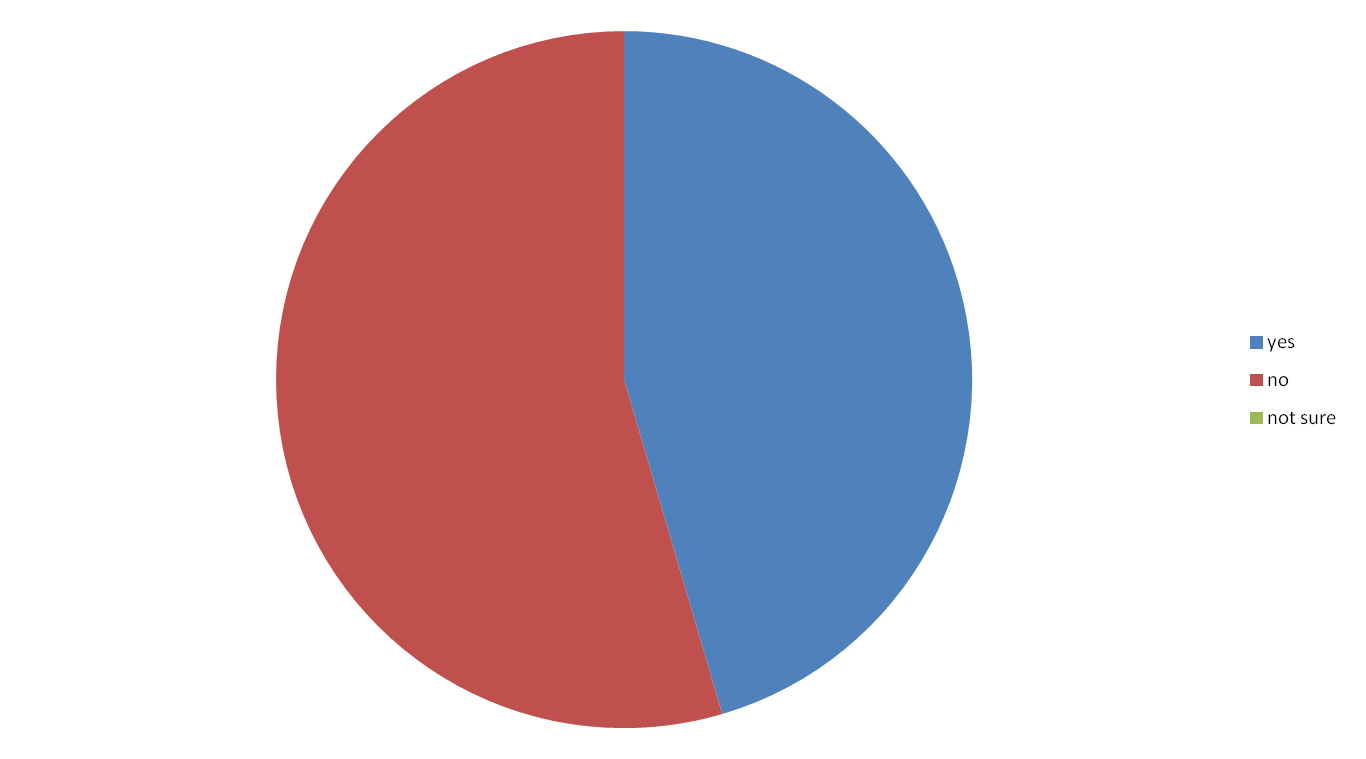 yes
no
not sure